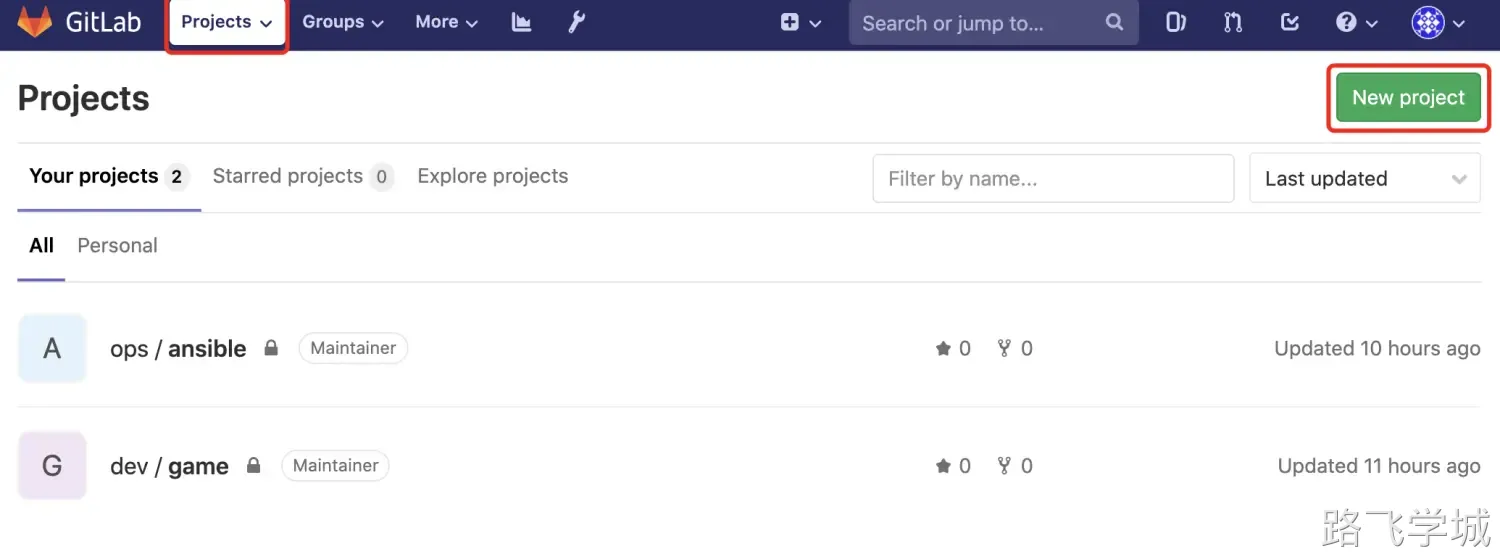 GitLab Projects Groups More Search or jump to...
Projects New project
Your projects 2 Starred projects 0 Explore projects Filter by name... Last updated
All Personal
A ops / ansible Maintainer 0 0 Updated 10 hours ago
G dev / game Maintainer 0 0 Updated 11 hours ago
路飞学城